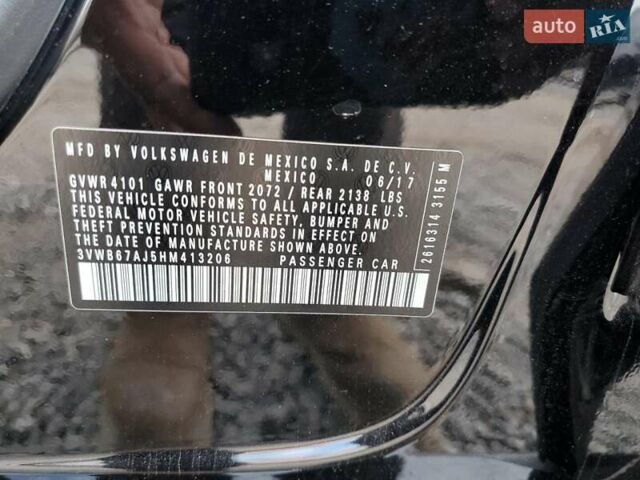 auto RIA
.com
MFD BY VOLKSWAGEN DE MEXICO S.A. DE C.V.
MEXICO 06/17
GVWR 4101 GAWR FRONT 2072 / REAR 2138 LBS
THIS VEHICLE CONFORMS TO ALL APPLICABLE U.S.
FEDERAL MOTOR VEHICLE SAFETY, BUMPER AND
THEFT PREVENTION STANDARDS IN EFFECT ON
THE DATE OF MANUFACTURE SHOWN ABOVE.
3VWB67AJ5HM413206 PASSENGER CAR
2616314 3155 M